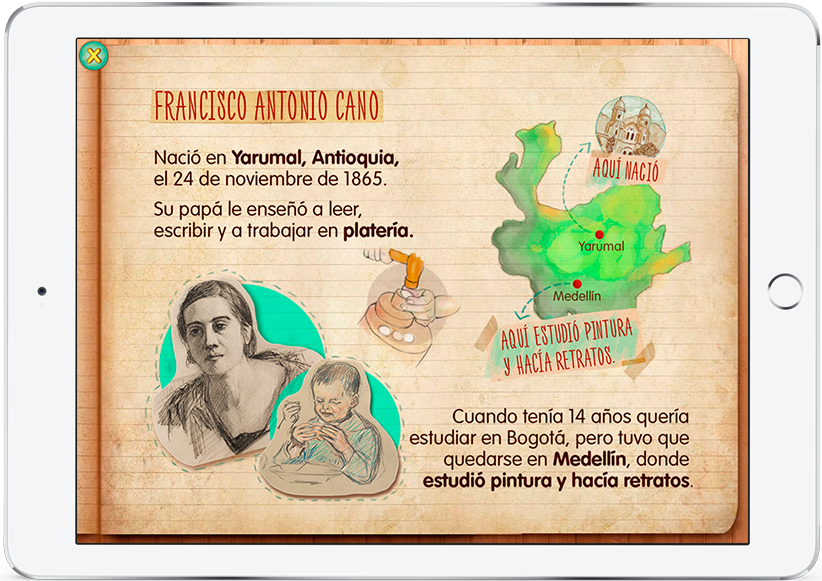 FRANCISCO ANTONIO CANO
Nació en Yarumal, Antioquia,
el 24 de noviembre de 1865.
Su papá le enseñó a leer,
escribir y a trabajar en platería.
AQUÍ NACIÓ
Yarumal
Medellín
AQUÍ ESTUDIÓ PINTURA
Y HACÍA RETRATOS.
Cuando tenía 14 años quería
estudiar en Bogotá, pero tuvo que
quedarse en Medellín, donde
estudió pintura y hacía retratos.